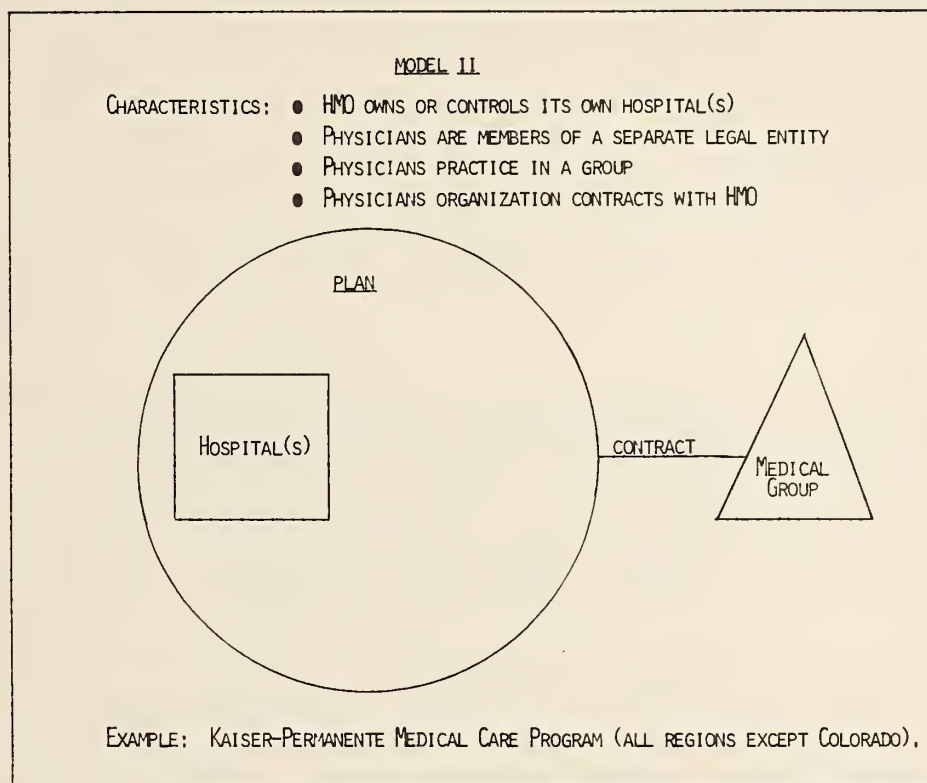 MODEL II
CHARACTERISTICS: ● HMO OWNS OR CONTROLS ITS OWN HOSPITAL(S)
● PHYSICIANS ARE MEMBERS OF A SEPARATE LEGAL ENTITY
● PHYSICIANS PRACTICE IN A GROUP
● PHYSICIANS ORGANIZATION CONTRACTS WITH HMO
PLAN
HOSPITAL(S)
CONTRACT
MEDICAL
GROUP
EXAMPLE: KAISER-PERMANENTE MEDICAL CARE PROGRAM (ALL REGIONS EXCEPT COLORADO).